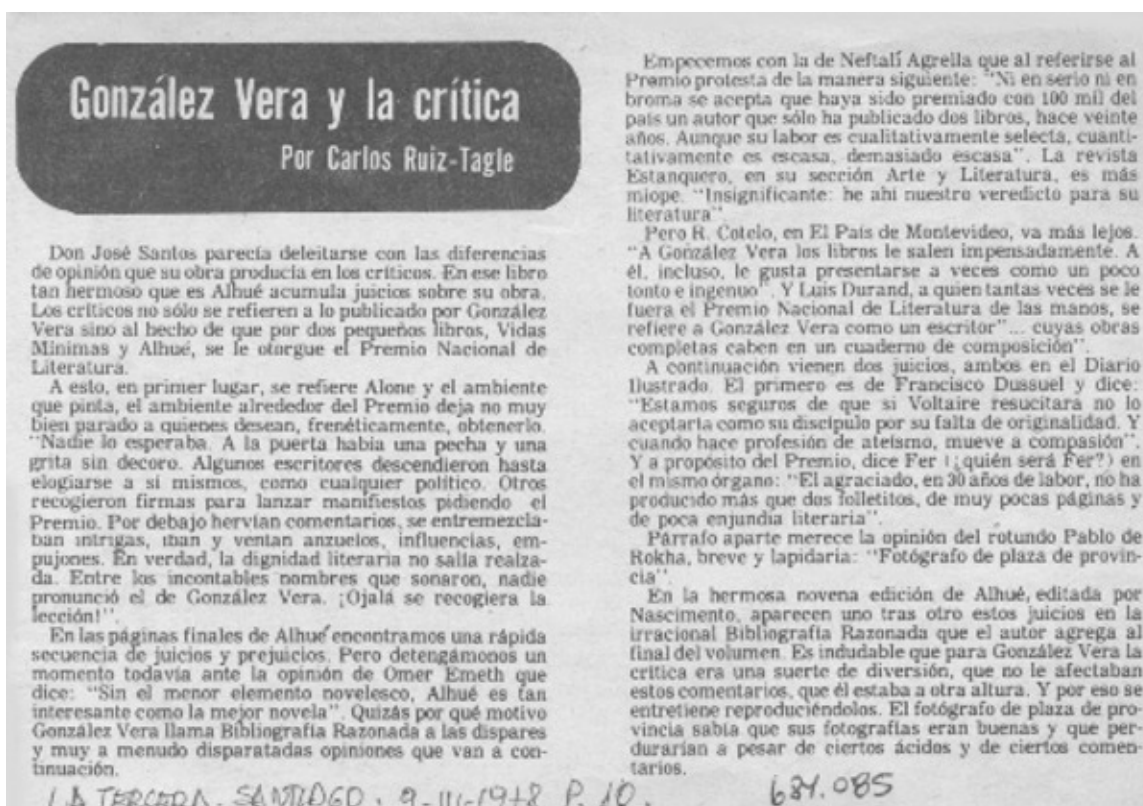 González Vera y la crítica
Por Carlos Ruiz-Tagle
Don José Santos parecía deleitarse con las diferencias
de opinión que su obra producía en los críticos. En ese libro
tan hermoso que es Alhué acumula juicios sobre su obra.
Los críticos no sólo se refieren a lo publicado por González
Vera sino al hecho de que por dos pequeños libros, Vidas
Mínimas y Alhué, se le otorgue el Premio Nacional de
Literatura.
A esto, en primer lugar, se refiere Alone y el ambiente
que pinta, el ambiente alrededor del Premio deja no muy
bien parado a quienes desean, frenéticamente, obtenerlo.
"Nadie lo esperaba. A la puerta había una pecha y una
grita sin decoro. Algunos escritores descendieron hasta
elogiarse a sí mismos, como cualquier político. Otros
recogieron firmas para lanzar manifiestos pidiendo el
Premio. Por debajo hervían comentarios, se entremezcla-
ban intrigas, iban y venían anzuelos, influencias, em-
pujones. En verdad, la dignidad literaria no salía realza-
da. Entre los incontables nombres que sonaron, nadie
pronunció el de González Vera. ¡Ojalá se recogiera la
lección!".
En las páginas finales de Alhué encontramos una rápida
secuencia de juicios y prejuicios. Pero detengámonos un
momento todavía ante la opinión de Omer Emeth que
dice: "Sin el menor elemento novelesco, Alhué es tan
interesante como la mejor novela". Quizás por qué motivo
González Vera llama Bibliografía Razonada a las dispares
y muy a menudo disparatadas opiniones que van a con-
tinuación.
Empecemos con la de Neftalí Agrella que al referirse al
Premio protesta de la manera siguiente: "Ni en serio ni en
broma se acepta que haya sido premiado con 100 mil del
país un autor que sólo ha publicado dos libros, hace veinte
años. Aunque su labor es cualitativamente selecta, cuanti-
tativamente es escasa, demasiado escasa". La revista
Estanquero, en su sección Arte y Literatura, es más
miope. "Insignificante: he ahí nuestro veredicto para su
literatura".
Pero R. Cotelo, en El País de Montevideo, va más lejos.
"A González Vera los libros le salen impensadamente. A
él, incluso, le gusta presentarse a veces como un poco
tonto e ingenuo". Y Luis Durand, a quien tantas veces se le
fuera el Premio Nacional de Literatura de las manos, se
refiere a González Vera como un escritor"... cuyas obras
completas caben en un cuaderno de composición".
A continuación vienen dos juicios, ambos en el Diario
Ilustrado. El primero es de Francisco Dussuel y dice:
"Estamos seguros de que si Voltaire resucitara no lo
aceptaría como su discípulo por su falta de originalidad. Y
cuando hace profesión de ateísmo, mueve a compasión".
Y a propósito del Premio, dice Fer (¿quién será Fer?) en
el mismo órgano: "El agraciado, en 30 años de labor, no ha
producido más que dos folletitos, de muy pocas páginas y
de poca enjundia literaria".
Párrafo aparte merece la opinión del rotundo Pablo de
Rokha, breve y lapidaria: "Fotógrafo de plaza de provin-
cia".
En la hermosa novena edición de Alhué, editada por
Nascimento, aparecen uno tras otro estos juicios en la
irracional Bibliografía Razonada que el autor agrega al
final del volumen. Es indudable que para González Vera la
crítica era una suerte de diversión, que no le afectaban
estos comentarios, que él estaba a otra altura. Y por eso se
entretiene reproduciéndolos. El fotógrafo de plaza de pro-
vincia sabía que sus fotografías eran buenas y que per-
durarían a pesar de ciertos ácidos y de ciertos comen-
tarios.
LA TERCERA. SANTIAGO. 9-III-1978 P. 10.
684.085